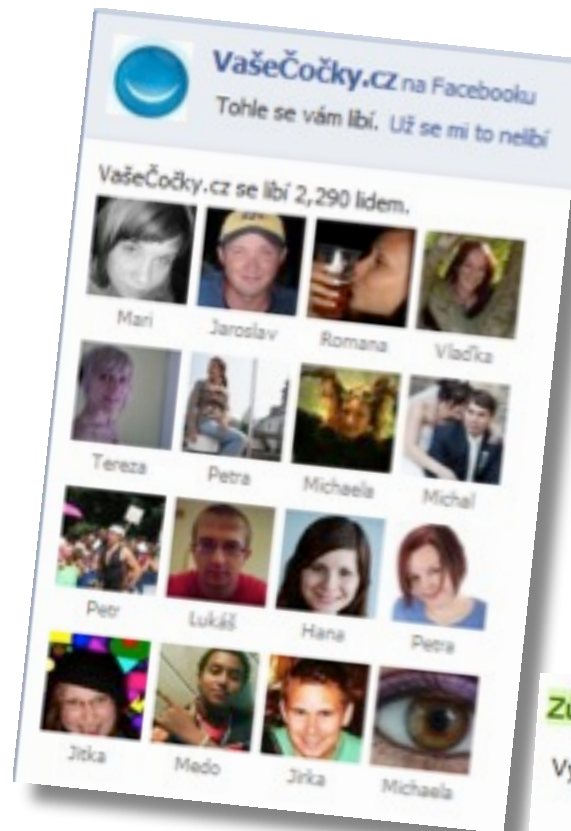 VašeČočky.cz na Facebooku
Tohle se vám líbí. Už se mi to nelíbí
VašeČočky.cz se líbí 2,290 lidem.
Mari Jaroslav Romana Vlaďka
Tereza Petra Michaela Michal
Petr Lukáš Hana Petra
Jitka Medo Jirka Michaela
Vy